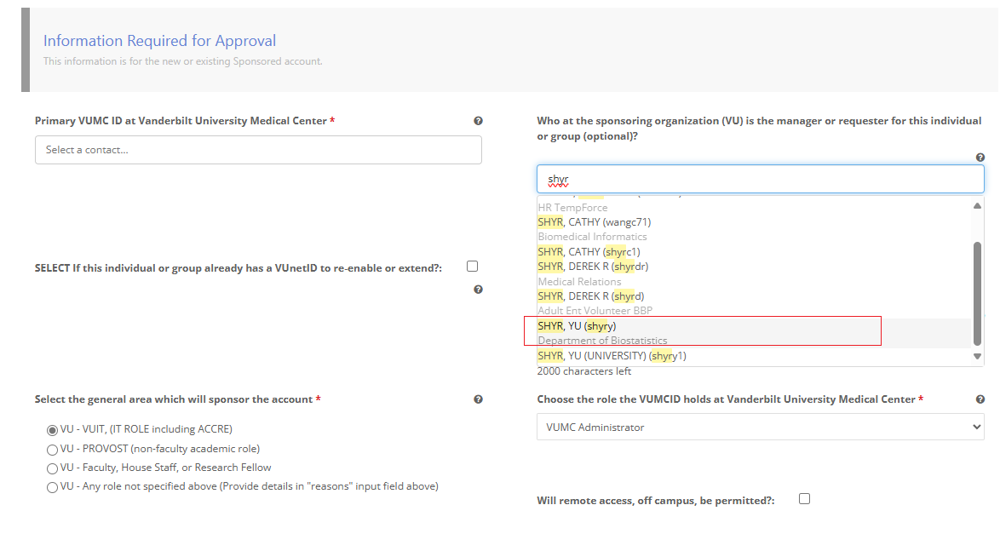 Information Required for Approval
This information is for the new or existing Sponsored account.
Primary VUMC ID at Vanderbilt University Medical Center *
Select a contact...
SELECT If this individual or group already has a VUnetID to re-enable or extend?:
Select the general area which will sponsor the account *
VU - VUIT, (IT ROLE including ACCRE)
VU - PROVOST (non-faculty academic role)
VU - Faculty, House Staff, or Research Fellow
VU - Any role not specified above (Provide details in "reasons" input field above)
Who at the sponsoring organization (VU) is the manager or requester for this individual
or group (optional)?
shyr
HR TempForce
SHYR, CATHY (wangc71)
Biomedical Informatics
SHYR, CATHY (shyrc1)
SHYR, DEREK R (shyrdr)
Medical Relations
SHYR, DEREK R (shyrd)
Adult Ent Volunteer BBP
SHYR, YU (shyry)
Department of Biostatistics
SHYR, YU (UNIVERSITY) (shyry1)
2000 characters left
Choose the role the VUMCID holds at Vanderbilt University Medical Center *
VUMC Administrator
Will remote access, off campus, be permitted?: